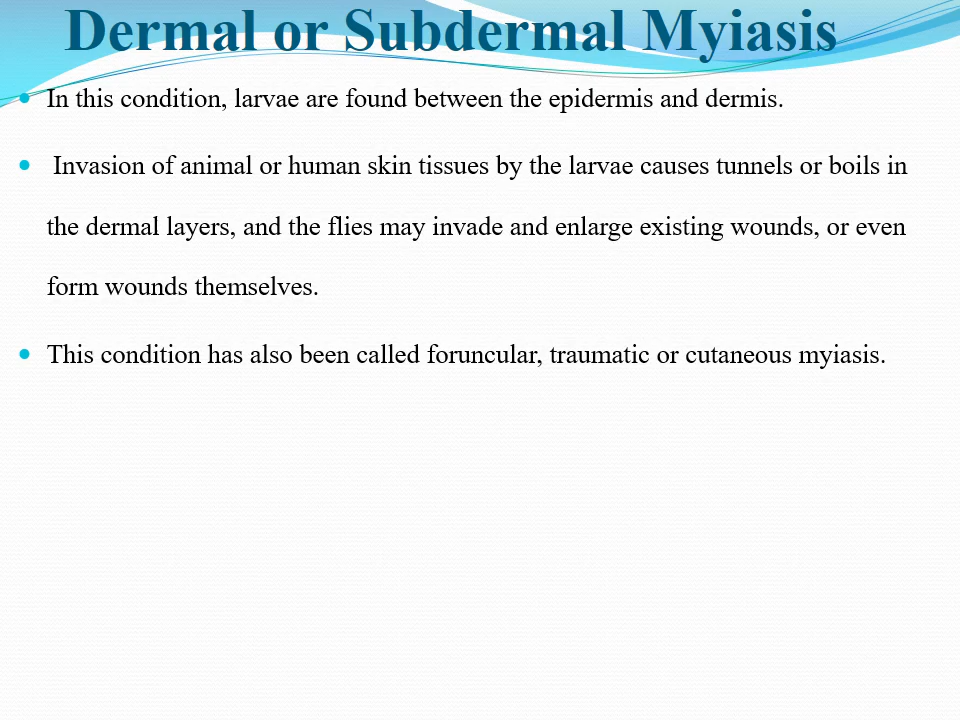 Dermal or Subdermal Myiasis
• In this condition, larvae are found between the epidermis and dermis.
• Invasion of animal or human skin tissues by the larvae causes tunnels or boils in
the dermal layers, and the flies may invade and enlarge existing wounds, or even
form wounds themselves.
• This condition has also been called foruncular, traumatic or cutaneous myiasis.